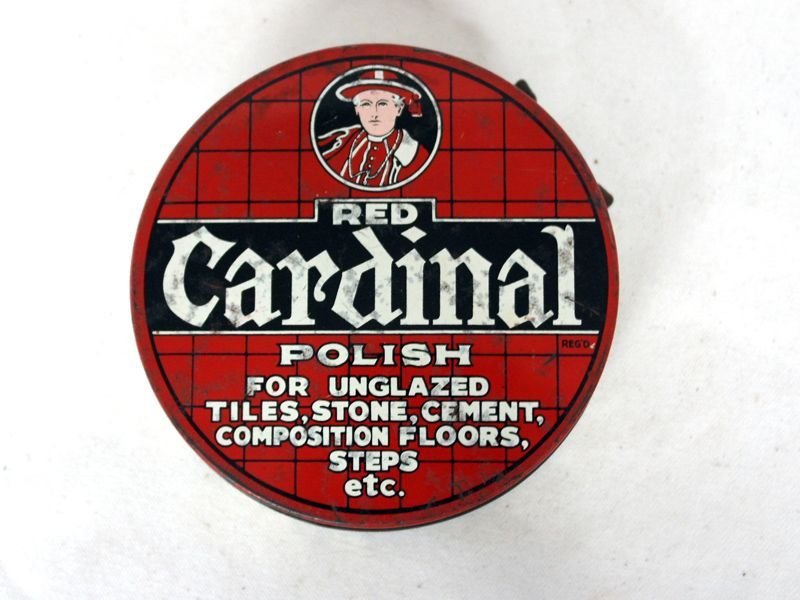 RED
Cardinal
REG'D.
POLISH
FOR UNGLAZED
TILES, STONE, CEMENT,
COMPOSITION FLOORS,
STEPS
etc.